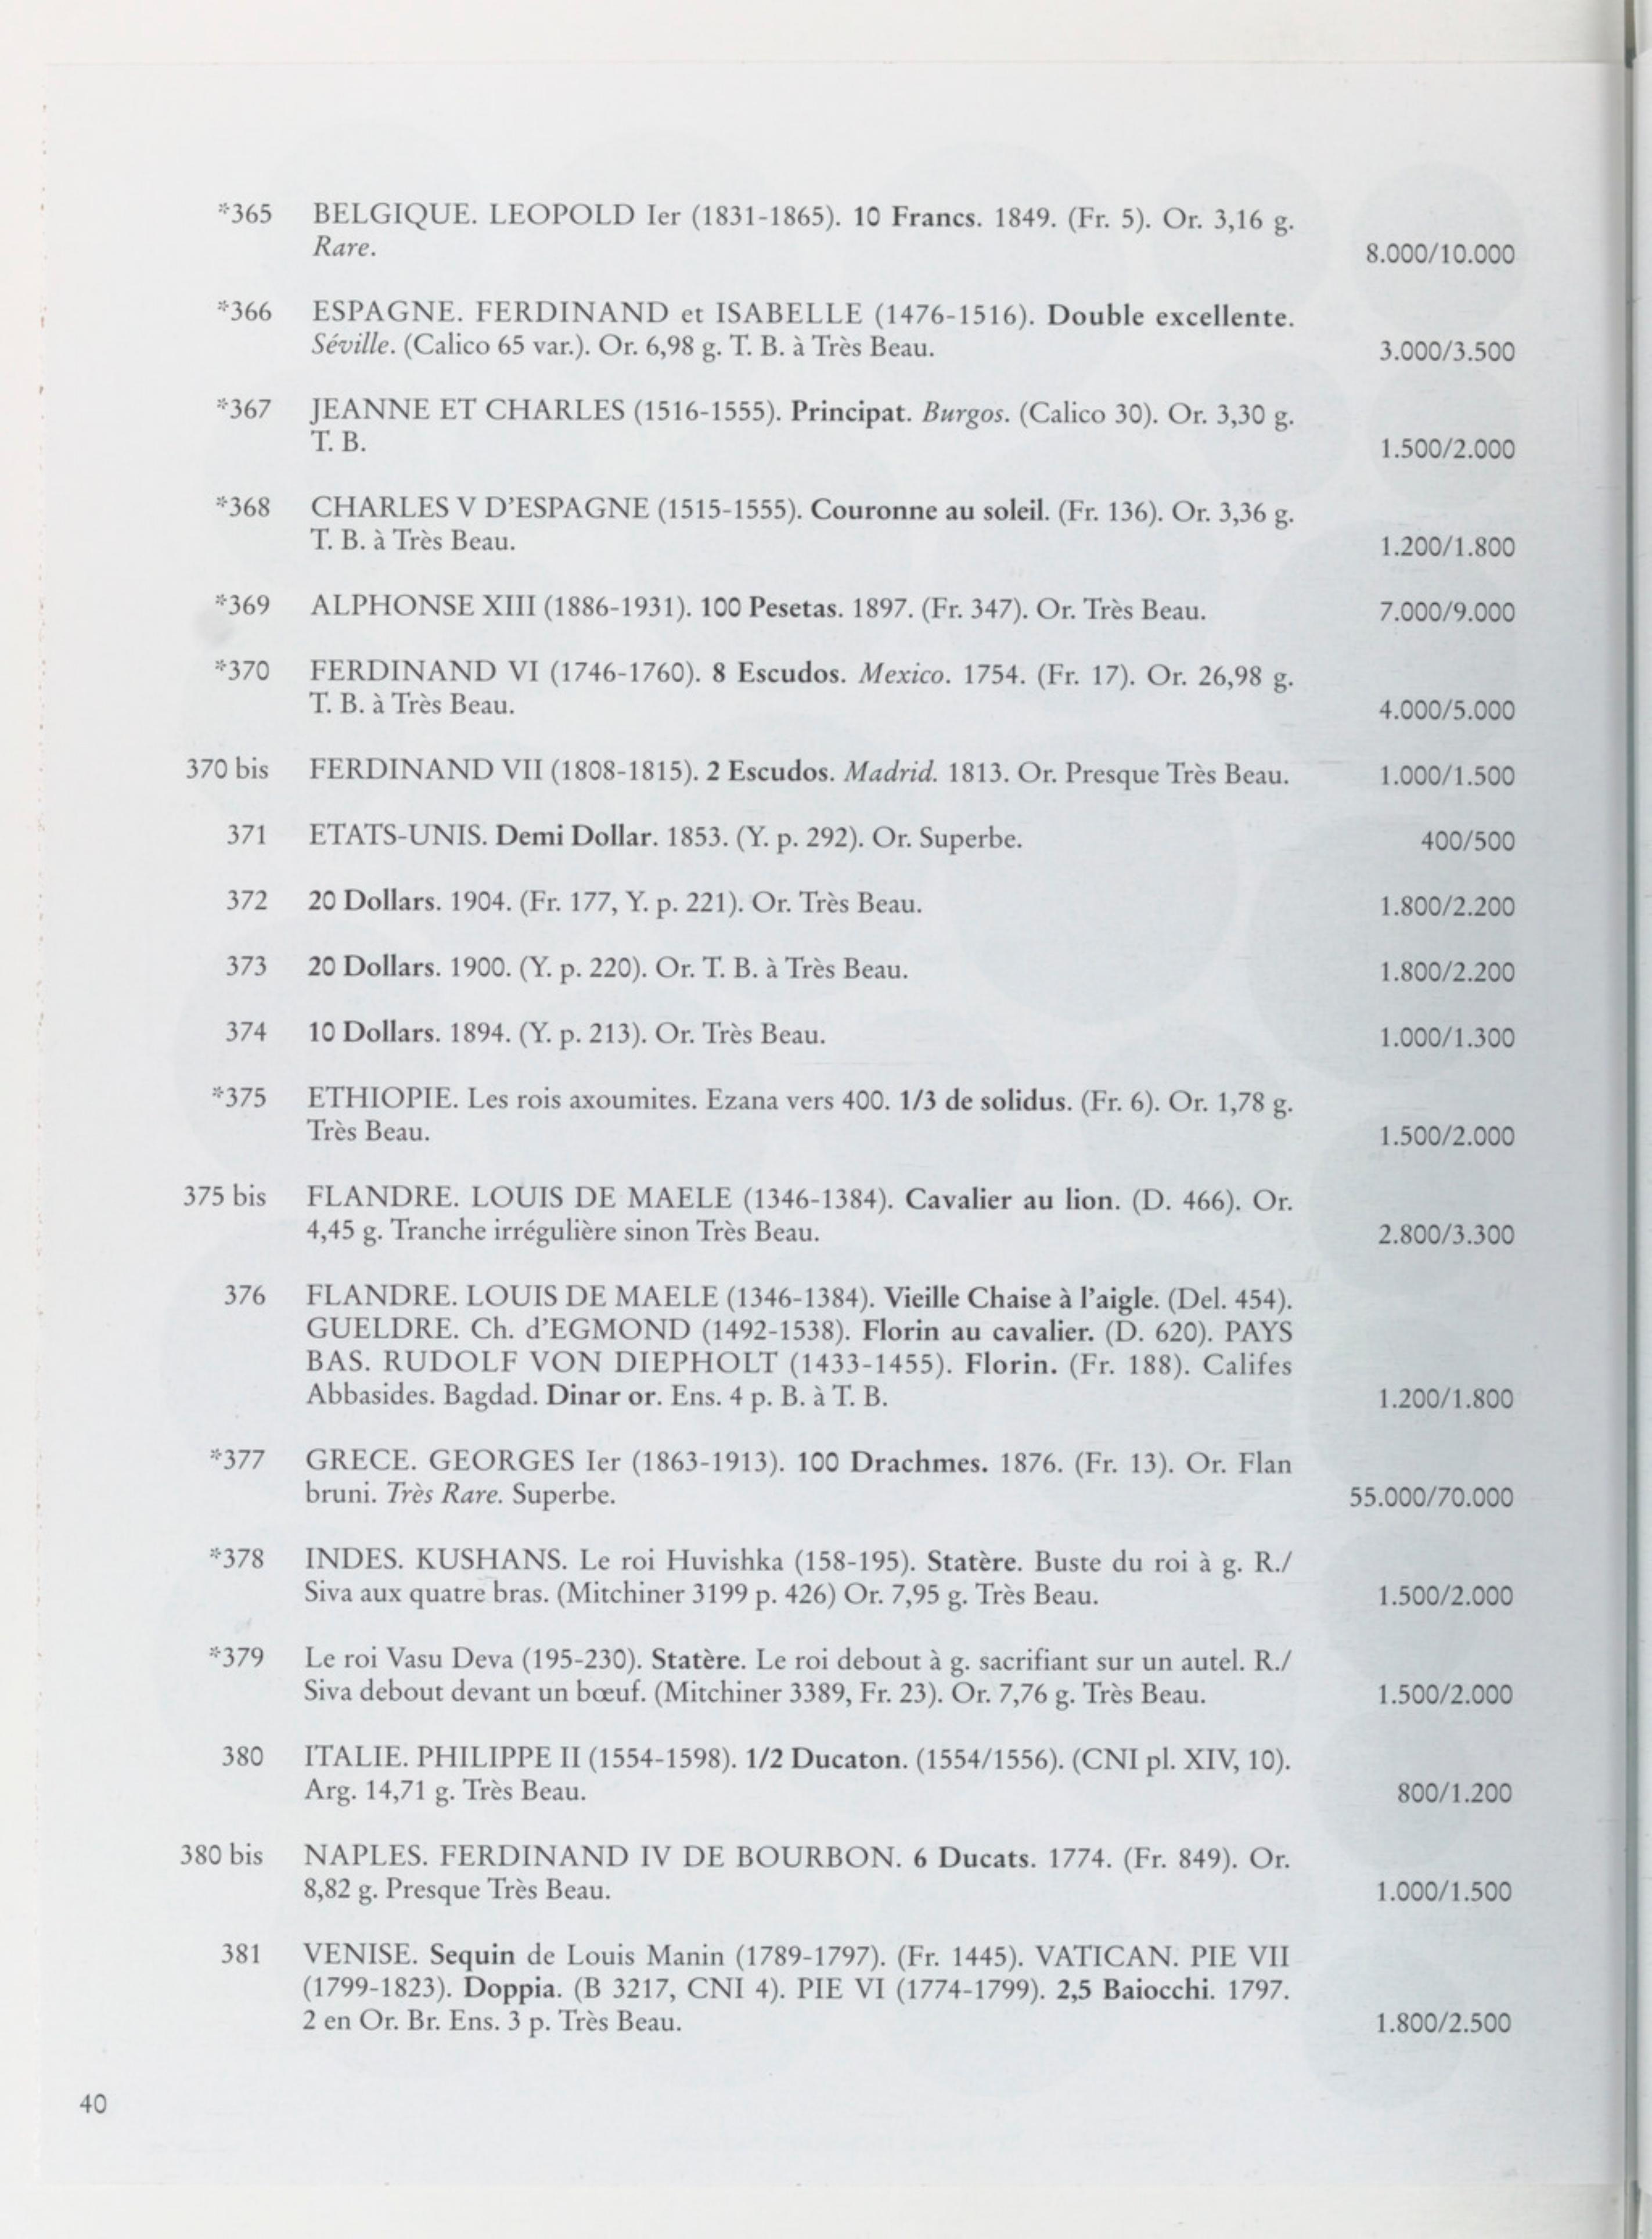 *365 BELGIQUE. LEOPOLD Ier (1831-1865). 10 Francs. 1849. (Fr. 5). Or. 3,16 g.
Rare. 8.000/10.000
*366 ESPAGNE. FERDINAND et ISABELLE (1476-1516). Double excellente.
Séville. (Calico 65 var.). Or. 6,98 g. T. B. à Très Beau. 3.000/3.500
*367 JEANNE ET CHARLES (1516-1555). Principat. Burgos. (Calico 30). Or. 3,30 g.
T. B. 1.500/2.000
*368 CHARLES V D'ESPAGNE (1515-1555). Couronne au soleil. (Fr. 136). Or. 3,36 g.
T. B. à Très Beau. 1.200/1.800
*369 ALPHONSE XIII (1886-1931). 100 Pesetas. 1897. (Fr. 347). Or. Très Beau. 7.000/9.000
*370 FERDINAND VI (1746-1760). 8 Escudos. Mexico. 1754. (Fr. 17). Or. 26,98 g.
T. B. à Très Beau. 4.000/5.000
370 bis FERDINAND VII (1808-1815). 2 Escudos. Madrid. 1813. Or. Presque Très Beau. 1.000/1.500
371 ETATS-UNIS. Demi Dollar. 1853. (Y. p. 292). Or. Superbe. 400/500
372 20 Dollars. 1904. (Fr. 177, Y. p. 221). Or. Très Beau. 1.800/2.200
373 20 Dollars. 1900. (Y. p. 220). Or. T. B. à Très Beau. 1.800/2.200
374 10 Dollars. 1894. (Y. p. 213). Or. Très Beau. 1.000/1.300
*375 ETHIOPIE. Les rois axoumites. Ezana vers 400. 1/3 de solidus. (Fr. 6). Or. 1,78 g.
Très Beau. 1.500/2.000
375 bis FLANDRE. LOUIS DE MAELE (1346-1384). Cavalier au lion. (D. 466). Or.
4,45 g. Tranche irrégulière sinon Très Beau. 2.800/3.300
376 FLANDRE. LOUIS DE MAELE (1346-1384). Vieille Chaise à l'aigle. (Del. 454).
GUELDRE. Ch. d'EGMOND (1492-1538). Florin au cavalier. (D. 620). PAYS
BAS. RUDOLF VON DIEPHOLT (1433-1455). Florin. (Fr. 188). Califes
Abbasides. Bagdad. Dinar or. Ens. 4 p. B. à T. B. 1.200/1.800
*377 GRECE. GEORGES Ier (1863-1913). 100 Drachmes. 1876. (Fr. 13). Or. Flan
bruni. Très Rare. Superbe. 55.000/70.000
*378 INDES. KUSHANS. Le roi Huvishka (158-195). Statère. Buste du roi à g. R./
Siva aux quatre bras. (Mitchiner 3199 p. 426) Or. 7,95 g. Très Beau. 1.500/2.000
*379 Le roi Vasu Deva (195-230). Statère. Le roi debout à g. sacrifiant sur un autel. R./
Siva debout devant un bœuf. (Mitchiner 3389, Fr. 23). Or. 7,76 g. Très Beau. 1.500/2.000
380 ITALIE. PHILIPPE II (1554-1598). 1/2 Ducaton. (1554/1556). (CNI pl. XIV, 10).
Arg. 14,71 g. Très Beau. 800/1.200
380 bis NAPLES. FERDINAND IV DE BOURBON. 6 Ducats. 1774. (Fr. 849). Or.
8,82 g. Presque Très Beau. 1.000/1.500
381 VENISE. Sequin de Louis Manin (1789-1797). (Fr. 1445). VATICAN. PIE VII
(1799-1823). Doppia. (B 3217, CNI 4). PIE VI (1774-1799). 2,5 Baiocchi. 1797.
2 en Or. Br. Ens. 3 p. Très Beau. 1.800/2.500
40